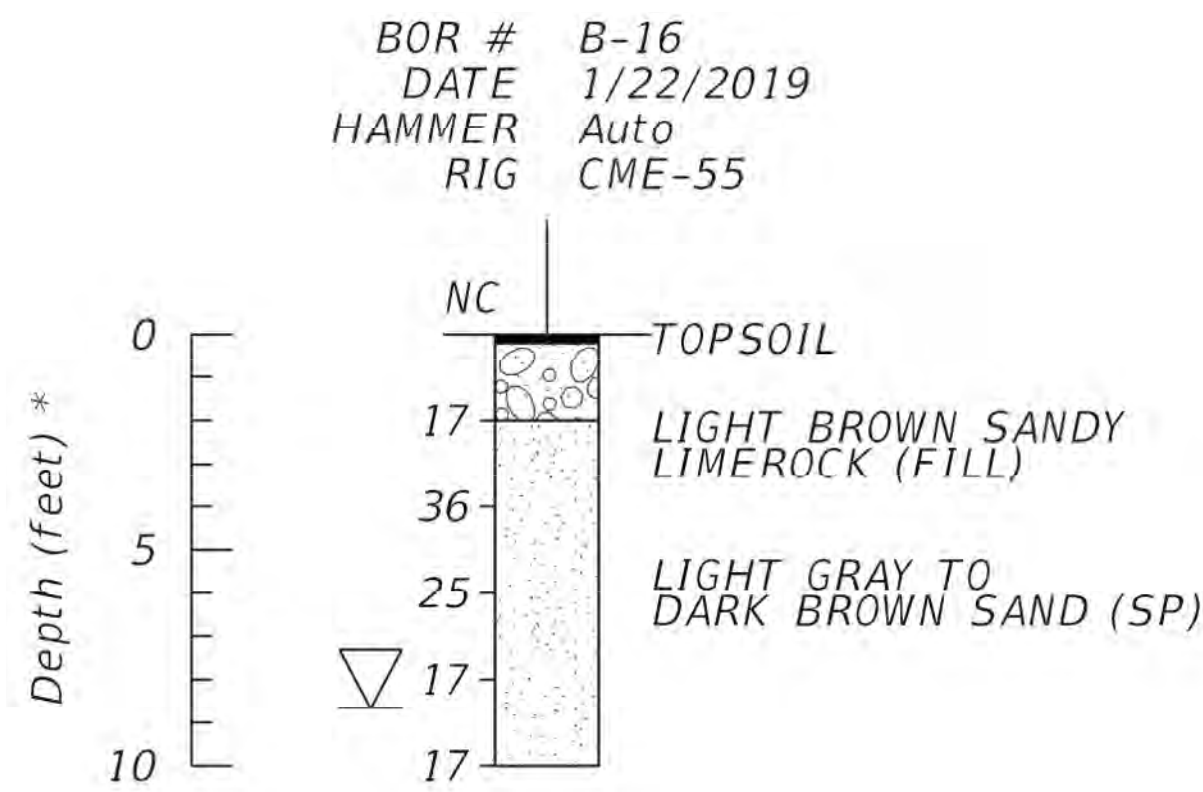 BOR # B-16
DATE 1/22/2019
HAMMER Auto
RIG CME-55
NC
0
TOPSOIL
17
LIGHT BROWN SANDY
LIMEROCK (FILL)
36
5
25
LIGHT GRAY TO
DARK BROWN SAND (SP)
17
10
17
Depth (feet) *